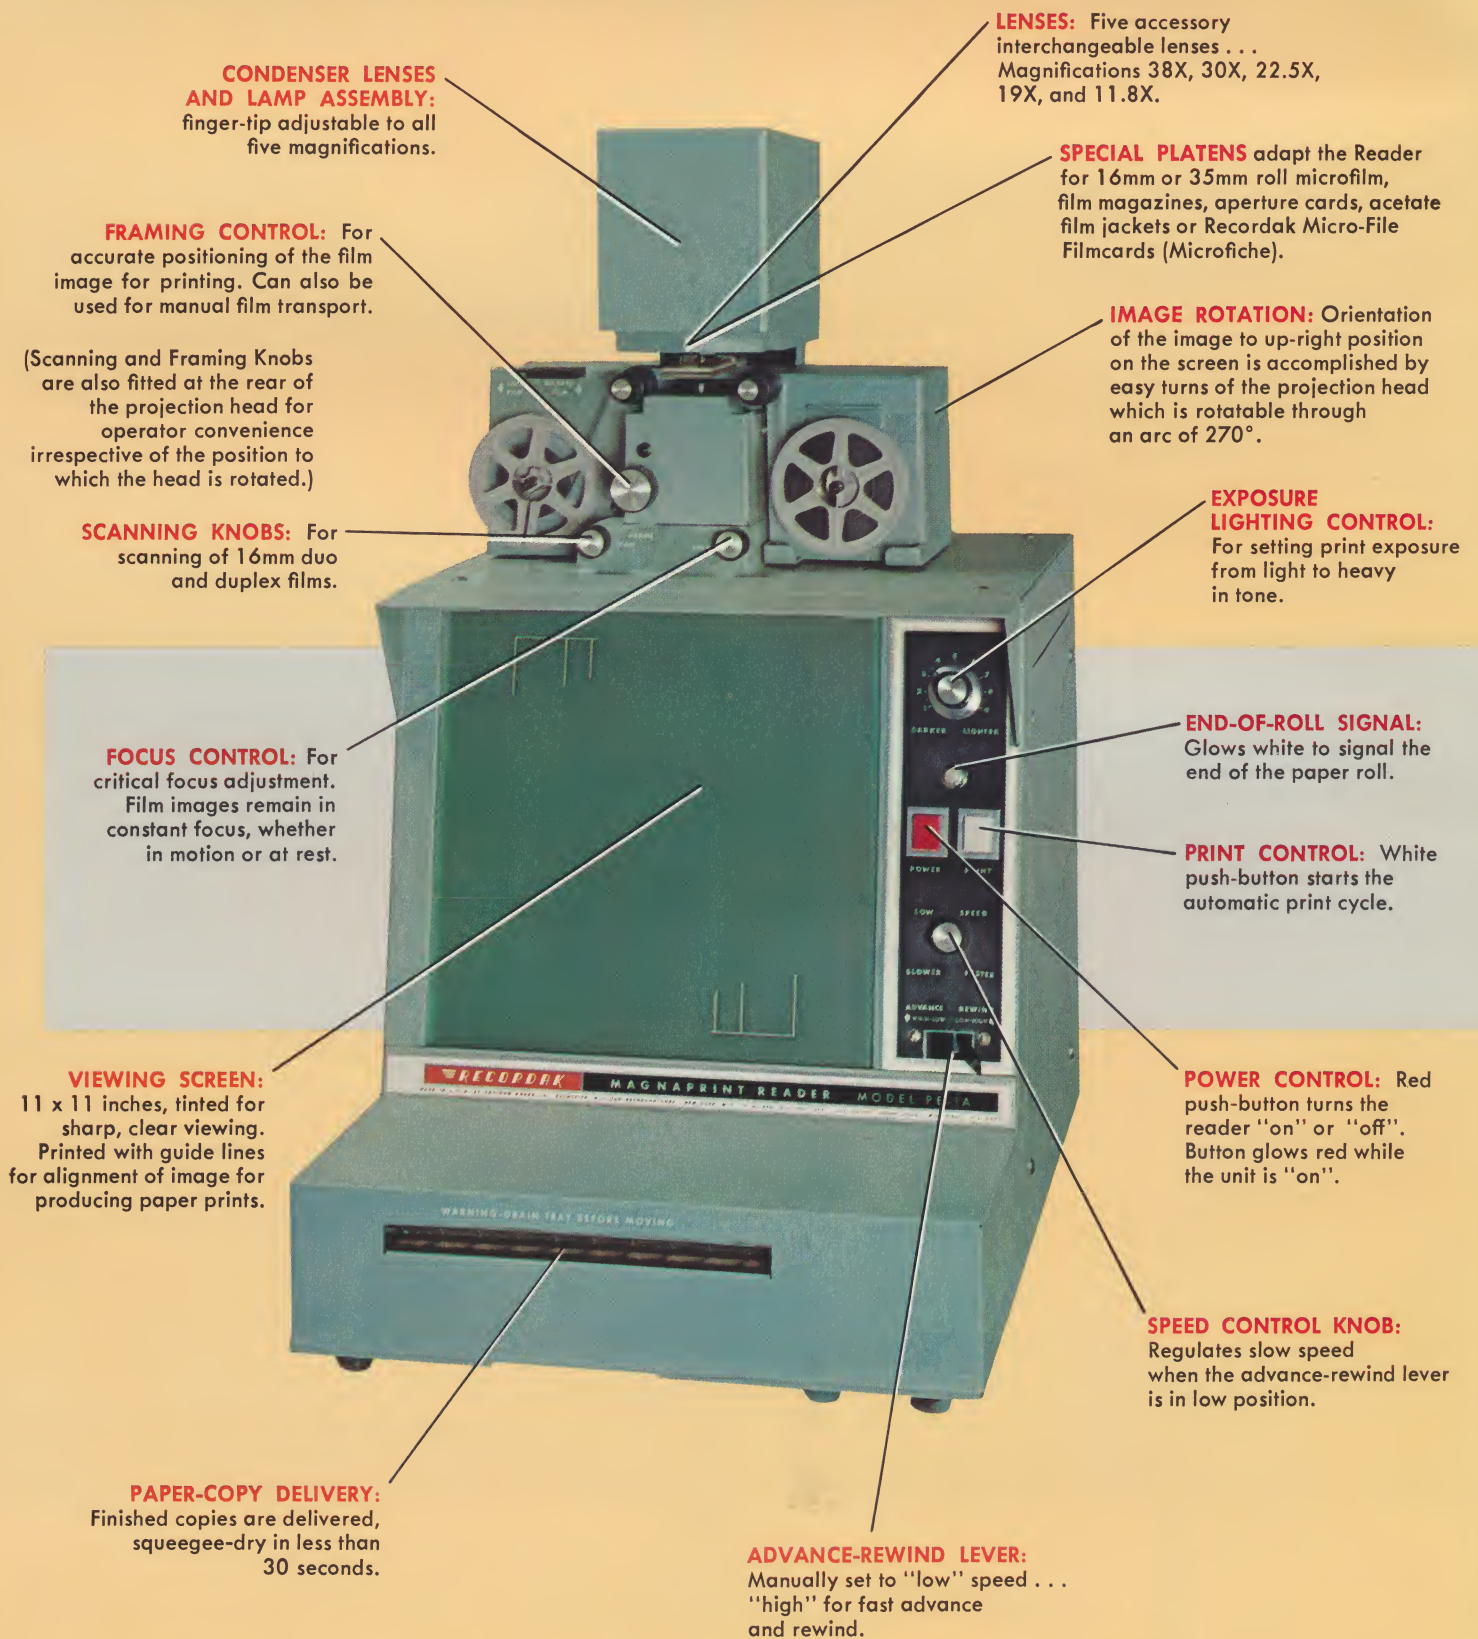 LENSES: Five accessory
interchangeable lenses . . .
Magnifications 38X, 30X, 22.5X,
19X, and 11.8X.
CONDENSER LENSES
AND LAMP ASSEMBLY:
finger-tip adjustable to all
five magnifications.
SPECIAL PLATENS adapt the Reader
for 16mm or 35mm roll microfilm,
film magazines, aperture cards, acetate
film jackets or Recordak Micro-File
Filmcards (Microfiche).
FRAMING CONTROL: For
accurate positioning of the film
image for printing. Can also be
used for manual film transport.
(Scanning and Framing Knobs
are also fitted at the rear of
the projection head for
operator convenience
irrespective of the position to
which the head is rotated.)
IMAGE ROTATION: Orientation
of the image to up-right position
on the screen is accomplished by
easy turns of the projection head
which is rotatable through
an arc of 270°.
SCANNING KNOBS: For
scanning of 16mm duo
and duplex films.
EXPOSURE
LIGHTING CONTROL:
For setting print exposure
from light to heavy
in tone.
DARKER LIGHTER
FOCUS CONTROL: For
critical focus adjustment.
Film images remain in
constant focus, whether
in motion or at rest.
END-OF-ROLL SIGNAL:
Glows white to signal the
end of the paper roll.
PRINT CONTROL: White
push-button starts the
automatic print cycle.
POWER PRINT
LOW SPEED
SLOWER FASTER
ADVANCE REWIND
HIGH-LOW LOW-HIGH
VIEWING SCREEN:
11 x 11 inches, tinted for
sharp, clear viewing.
Printed with guide lines
for alignment of image for
producing paper prints.
RECORDAK MAGNAPRINT READER MODEL PE-1A
POWER CONTROL: Red
push-button turns the
reader "on" or "off".
Button glows red while
the unit is "on".
WARNING-DRAIN TRAY BEFORE MOVING
SPEED CONTROL KNOB:
Regulates slow speed
when the advance-rewind lever
is in low position.
PAPER-COPY DELIVERY:
Finished copies are delivered,
squeegee-dry in less than
30 seconds.
ADVANCE-REWIND LEVER:
Manually set to "low" speed . . .
"high" for fast advance
and rewind.